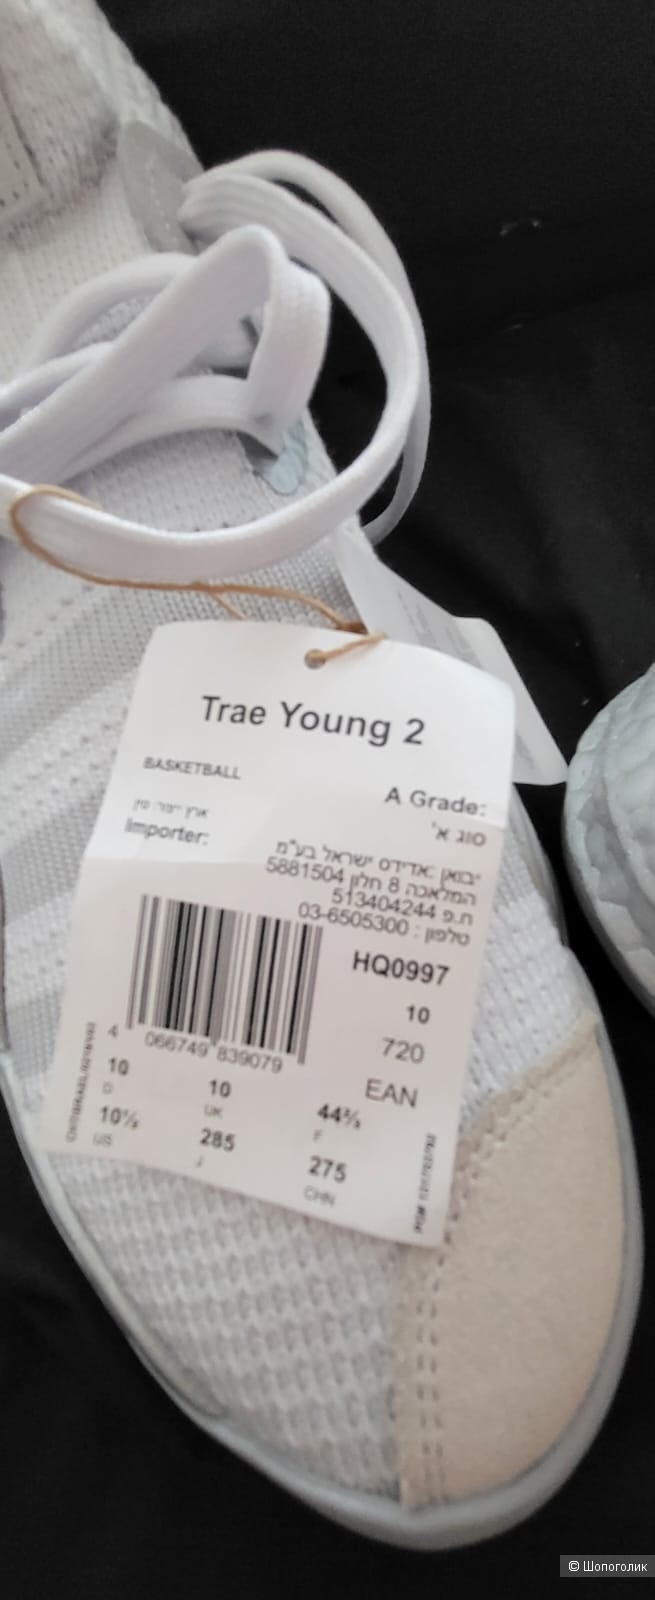 Trae Young 2
BASKETBALL
A Grade:
סוג א'
ארץ ייצור: סין
Importer:
יבואן :אדידס ישראל בע"מ
המלאכה 8 חלון 5881504
ח.פ 513404244
טלפון : 03-6505300
HQ0997
10
720
EAN
4 066749 839079
10 10 44⅔
D UK F
10½ 285 275
US J CHN
© Шопоголик